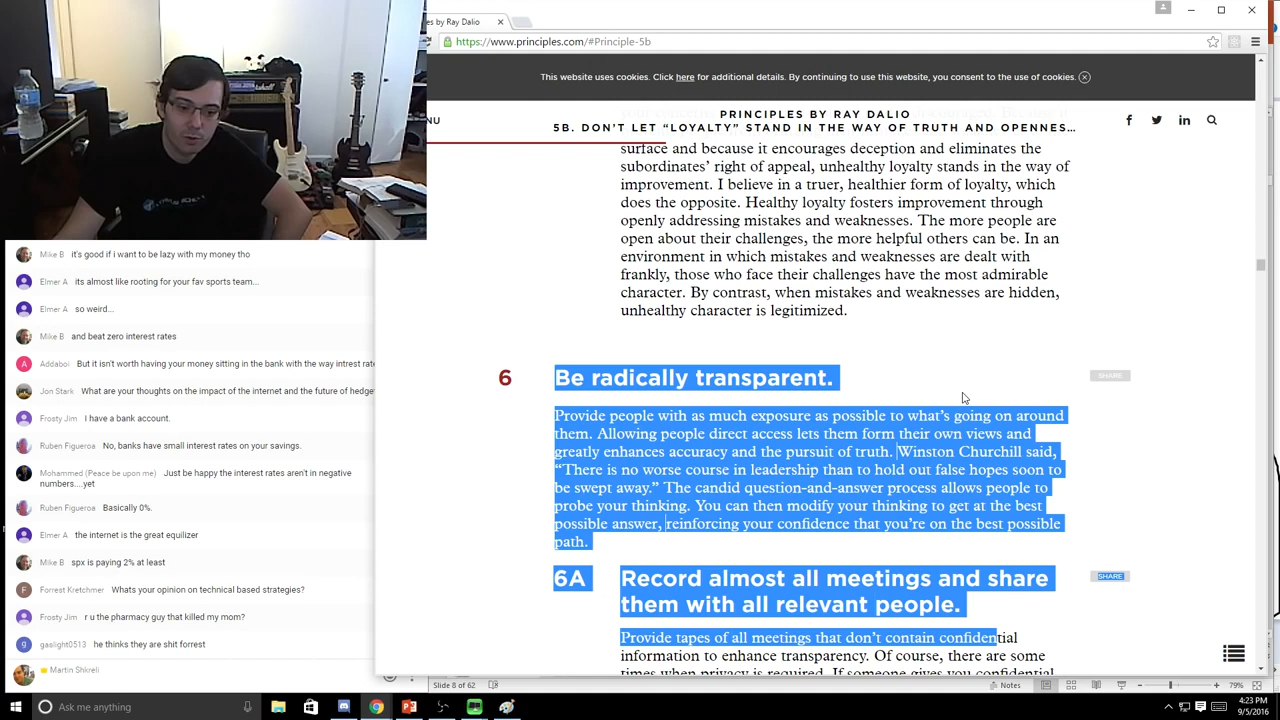 ples by Ray Dalio
https://www.principles.com/#Principle-5b
This website uses cookies. Click here for additional details. By continuing to use this website, you consent to the use of cookies.
NU
PRINCIPLES BY RAY DALIO
5B. DON'T LET “LOYALTY” STAND IN THE WAY OF TRUTH AND OPENNES…
surface and because it encourages deception and eliminates the
subordinates’ right of appeal, unhealthy loyalty stands in the way of
improvement. I believe in a truer, healthier form of loyalty, which
does the opposite. Healthy loyalty fosters improvement through
openly addressing mistakes and weaknesses. The more people are
open about their challenges, the more helpful others can be. In an
environment in which mistakes and weaknesses are dealt with
frankly, those who face their challenges have the most admirable
character. By contrast, when mistakes and weaknesses are hidden,
unhealthy character is legitimized.
6 Be radically transparent.
SHARE
Provide people with as much exposure as possible to what’s going on around
them. Allowing people direct access lets them form their own views and
greatly enhances accuracy and the pursuit of truth. Winston Churchill said,
“There is no worse course in leadership than to hold out false hopes soon to
be swept away.” The candid question-and-answer process allows people to
probe your thinking. You can then modify your thinking to get at the best
possible answer, reinforcing your confidence that you’re on the best possible
path.
6A Record almost all meetings and share
them with all relevant people.
SHARE
Provide tapes of all meetings that don’t contain confidential
information to enhance transparency. Of course, there are some
times when privacy is required. If someone gives you confidential
Mike B it's good if i want to be lazy with my money tho
Elmer A its almost like rooting for your fav sports team...
Elmer A so weird...
Mike B and beat zero interest rates
Addaboi But it isn't worth having your money sitting in the bank with the way intrest rate
Jon Stark What are your thoughts on the impact of the internet and the future of hedgef
Frosty Jim I have a bank account.
Ruben Figueroa No, banks have small interest rates on your savings.
Mohammed (Peace be upon me) Just be happy the interest rates aren't in negative
numbers....yet
Ruben Figueroa Basically 0%.
Elmer A the internet is the great equilizer
Mike B spx is paying 2% at least
Forrest Kretchmer Whats your opinion on technical based strategies?
Frosty Jim r u the pharmacy guy that killed my mom?
gaslight0513 he thinks they are shit forrest
Martin Shkreli
Slide 8 of 62
Notes
79%
Ask me anything
4:23 PM
9/5/2016